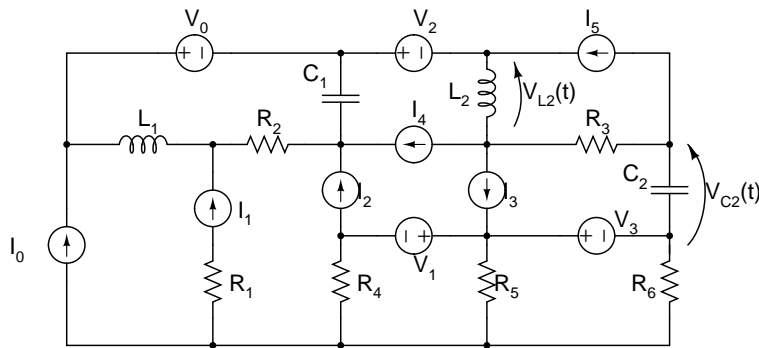 V0 V2 I5
C1 L2 VL2(t)
L1 R2 I4 R3
C2 VC2(t)
I1 I2 I3
I0 V1 V3
R1 R4 R5 R6